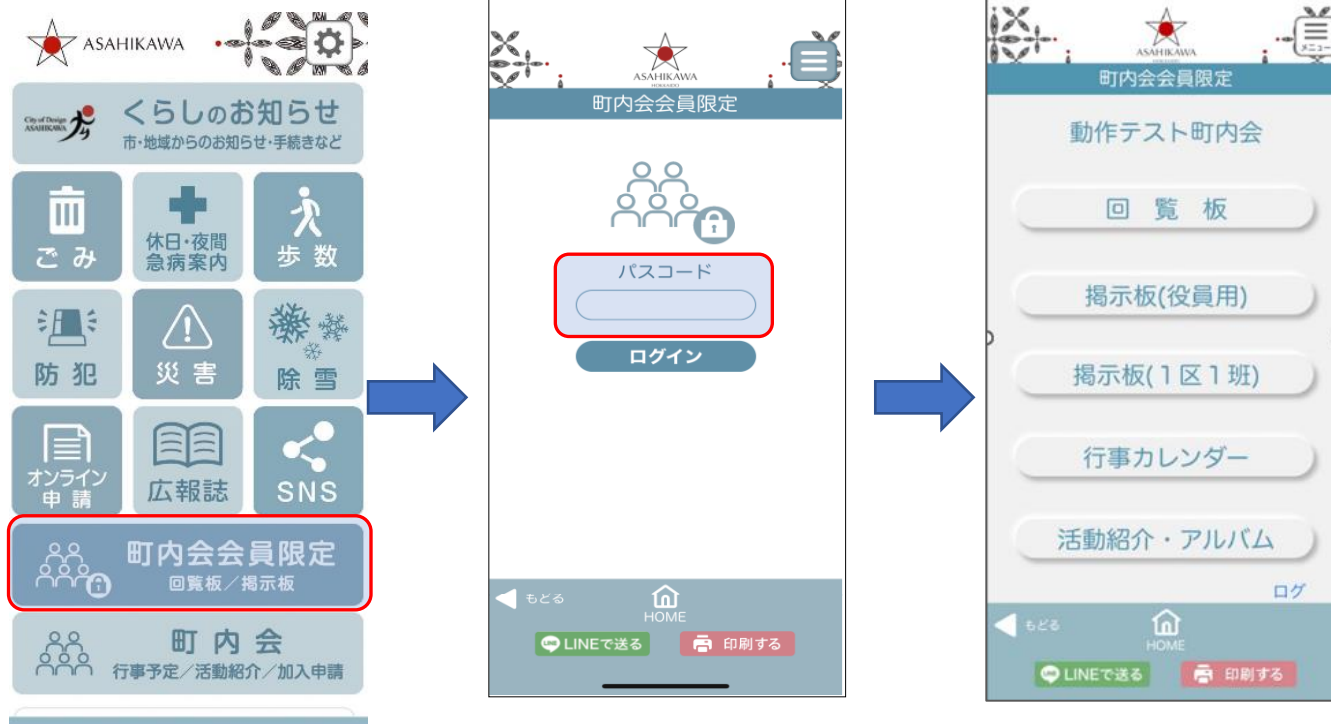 ASAHIKAWA
City of Design
ASAHIKAWA
くらしのお知らせ
市・地域からのお知らせ・手続きなど
ごみ
休日・夜間
急病案内
歩数
防犯
災害
除雪
オンライン
申請
広報誌
SNS
町内会会員限定
回覧板／掲示板
町内会
行事予定／活動紹介／加入申請
ASAHIKAWA
HOKKAIDO
町内会会員限定
パスコード
ログイン
もどる
HOME
LINEで送る
印刷する
ASAHIKAWA
HOKKAIDO
メニュー
町内会会員限定
動作テスト町内会
回覧板
掲示板(役員用)
掲示板(1区1班)
行事カレンダー
活動紹介・アルバム
ログ
もどる
HOME
LINEで送る
印刷する